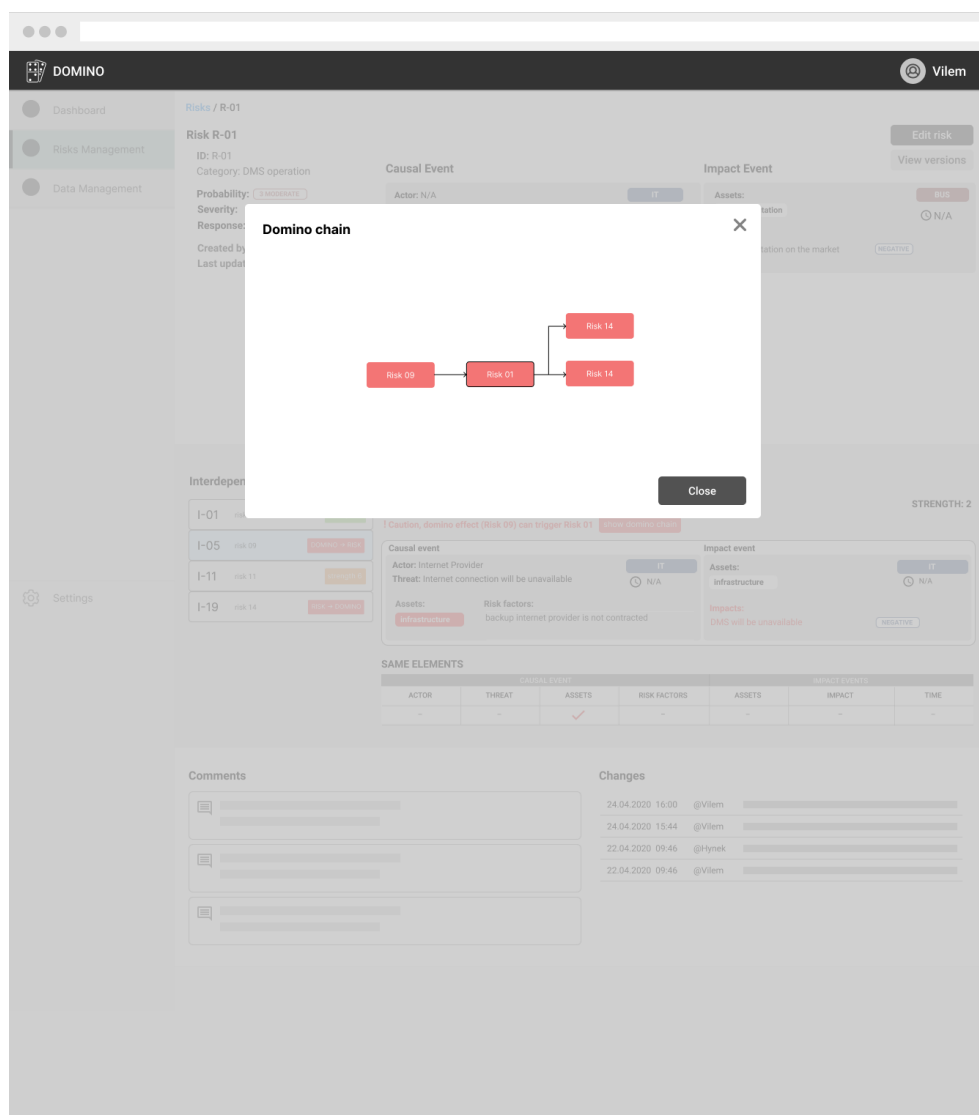 DOMINO
Vilem
Dashboard
Risks Management
Data Management
Settings
Risks / R-01
Risk R-01
Edit risk
View versions
ID: R-01
Category: DMS operation
Probability:
Severity:
Response:
Created by
Last updat
Causal Event
Actor: N/A
IT
Impact Event
Assets:
BUS
N/A
tation
tation on the market
NEGATIVE
Domino chain
Risk 09
Risk 01
Risk 14
Risk 14
Close
Interdepen
STRENGTH: 2
I-01
I-05 risk 09
I-11 risk 11
I-19 risk 14
! Caution, domino effect (Risk 09) can trigger Risk 01
show domino chain
Causal event
Actor: Internet Provider
IT
Threat: Internet connection will be unavailable
N/A
Assets:
infrastructure
Risk factors:
backup internet provider is not contracted
Impact event
Assets:
IT
infrastructure
N/A
Impacts:
DMS will be unavailable
NEGATIVE
SAME ELEMENTS
CAUSAL EVENT
IMPACT EVENTS
ACTOR THREAT ASSETS RISK FACTORS ASSETS IMPACT TIME
– – – – – –
Comments
Changes
24.04.2020 16:00 @Vilem
24.04.2020 15:44 @Vilem
22.04.2020 09:46 @Hynek
22.04.2020 09:46 @Vilem